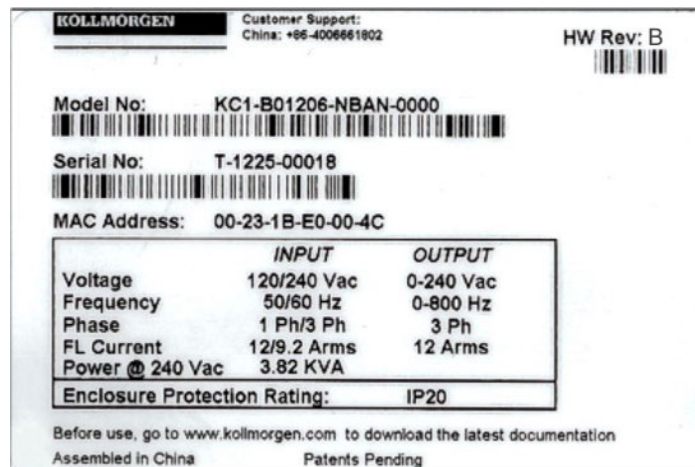 KOLLMORGEN
Customer Support:
China: +86-4006661802
HW Rev: B
Model No: KC1-B01206-NBAN-0000
Serial No: T-1225-00018
MAC Address: 00-23-1B-E0-00-4C
INPUT OUTPUT
Voltage 120/240 Vac 0-240 Vac
Frequency 50/60 Hz 0-800 Hz
Phase 1 Ph/3 Ph 3 Ph
FL Current 12/9.2 Arms 12 Arms
Power @ 240 Vac 3.82 KVA
Enclosure Protection Rating: IP20
Before use, go to www.kollmorgen.com to download the latest documentation
Assembled in China Patents Pending